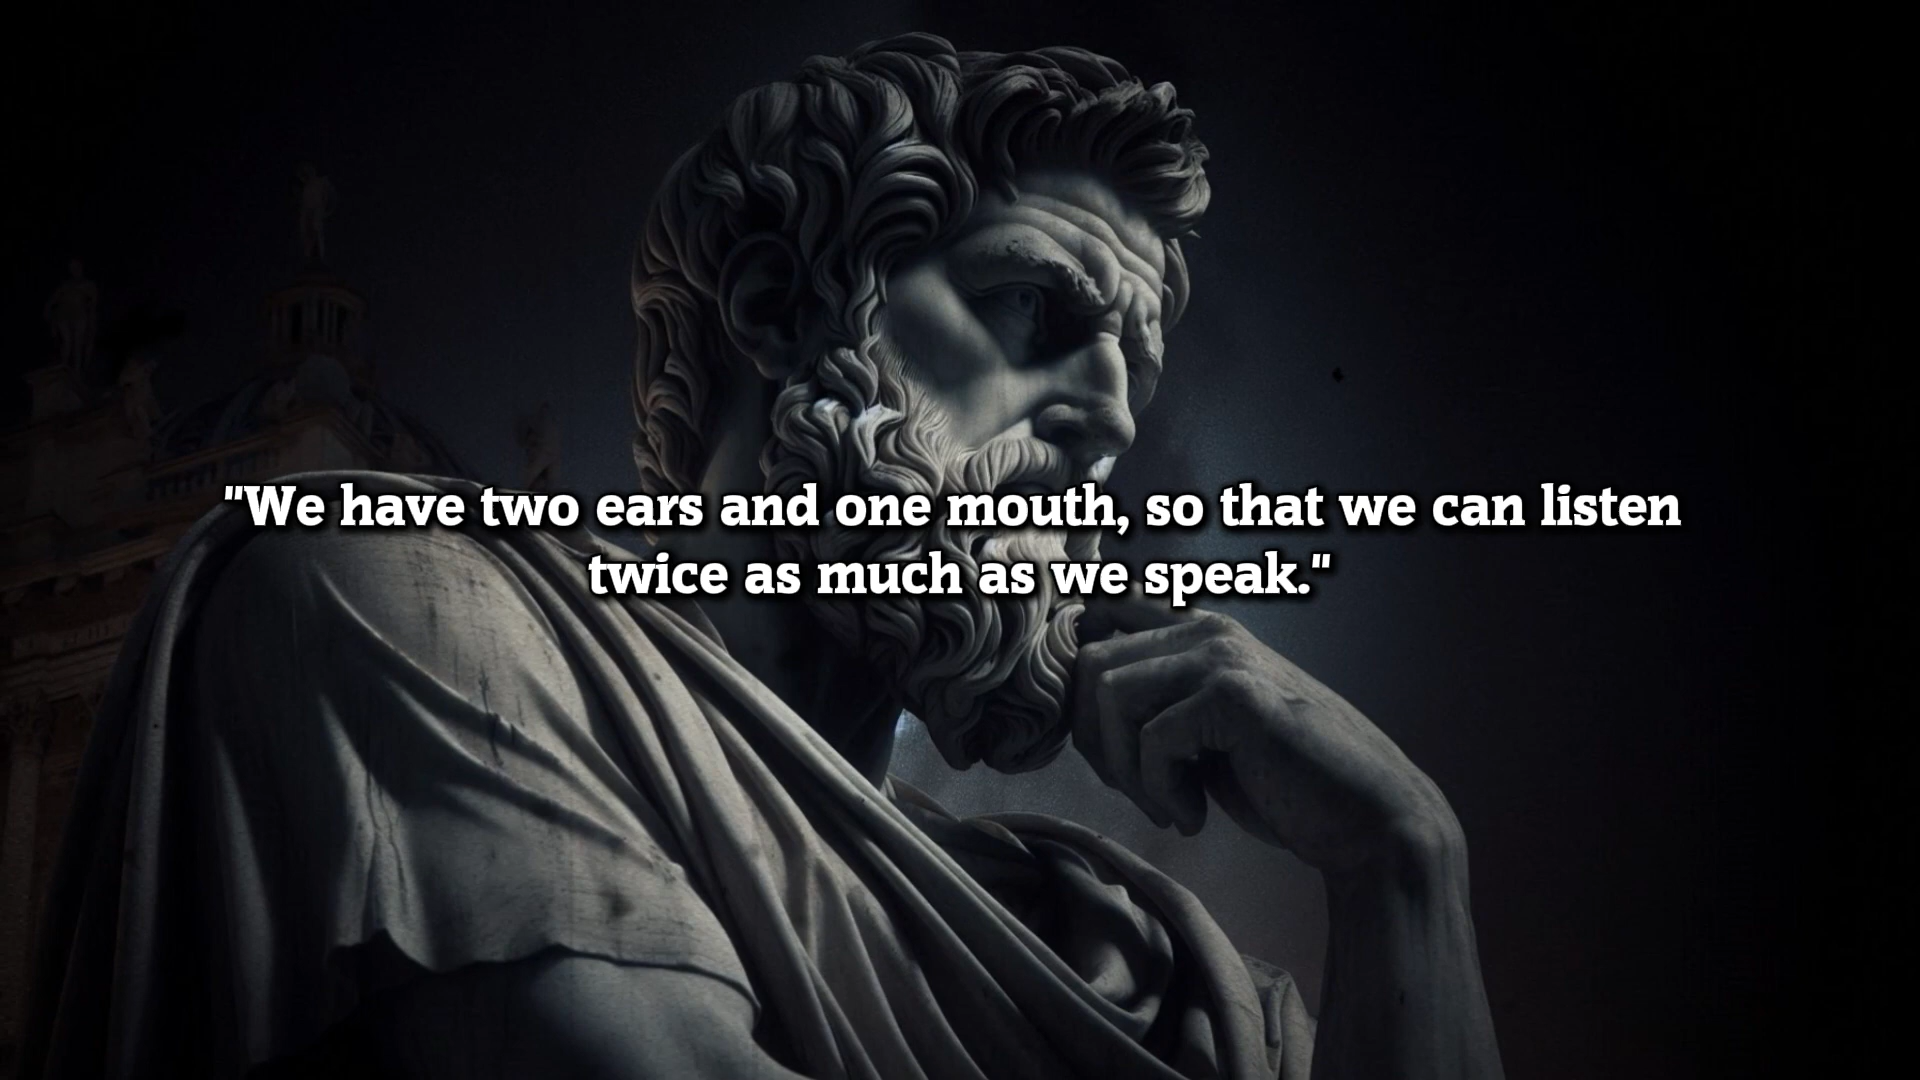 "We have two ears and one mouth, so that we can listen
twice as much as we speak."